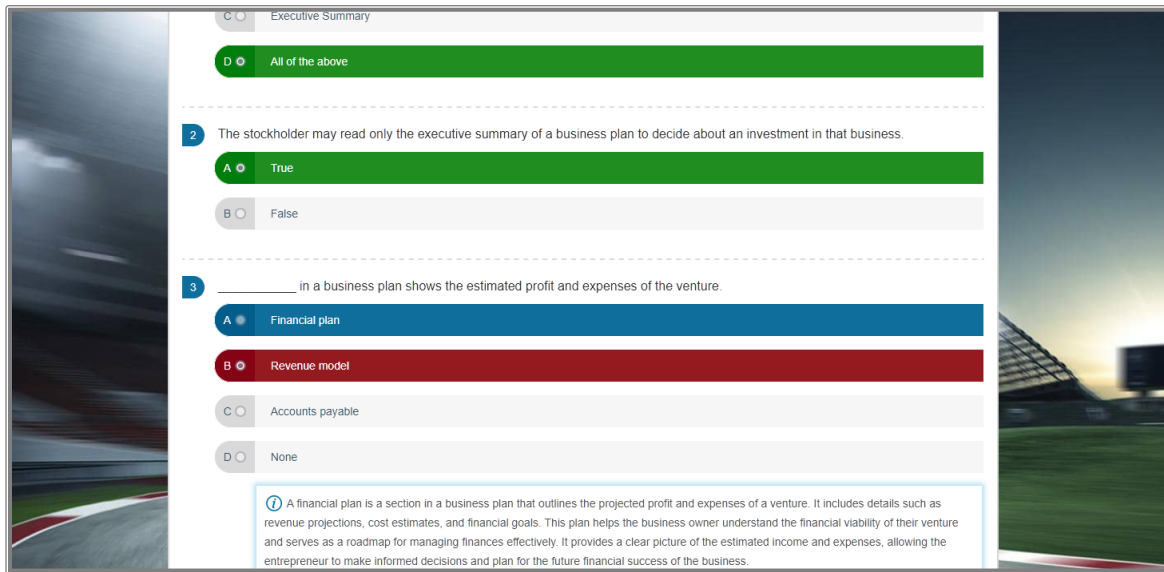 C Executive Summary
D All of the above
2 The stockholder may read only the executive summary of a business plan to decide about an investment in that business.
A True
B False
3 ___________ in a business plan shows the estimated profit and expenses of the venture.
A Financial plan
B Revenue model
C Accounts payable
D None
i A financial plan is a section in a business plan that outlines the projected profit and expenses of a venture. It includes details such as
revenue projections, cost estimates, and financial goals. This plan helps the business owner understand the financial viability of their venture
and serves as a roadmap for managing finances effectively. It provides a clear picture of the estimated income and expenses, allowing the
entrepreneur to make informed decisions and plan for the future financial success of the business.